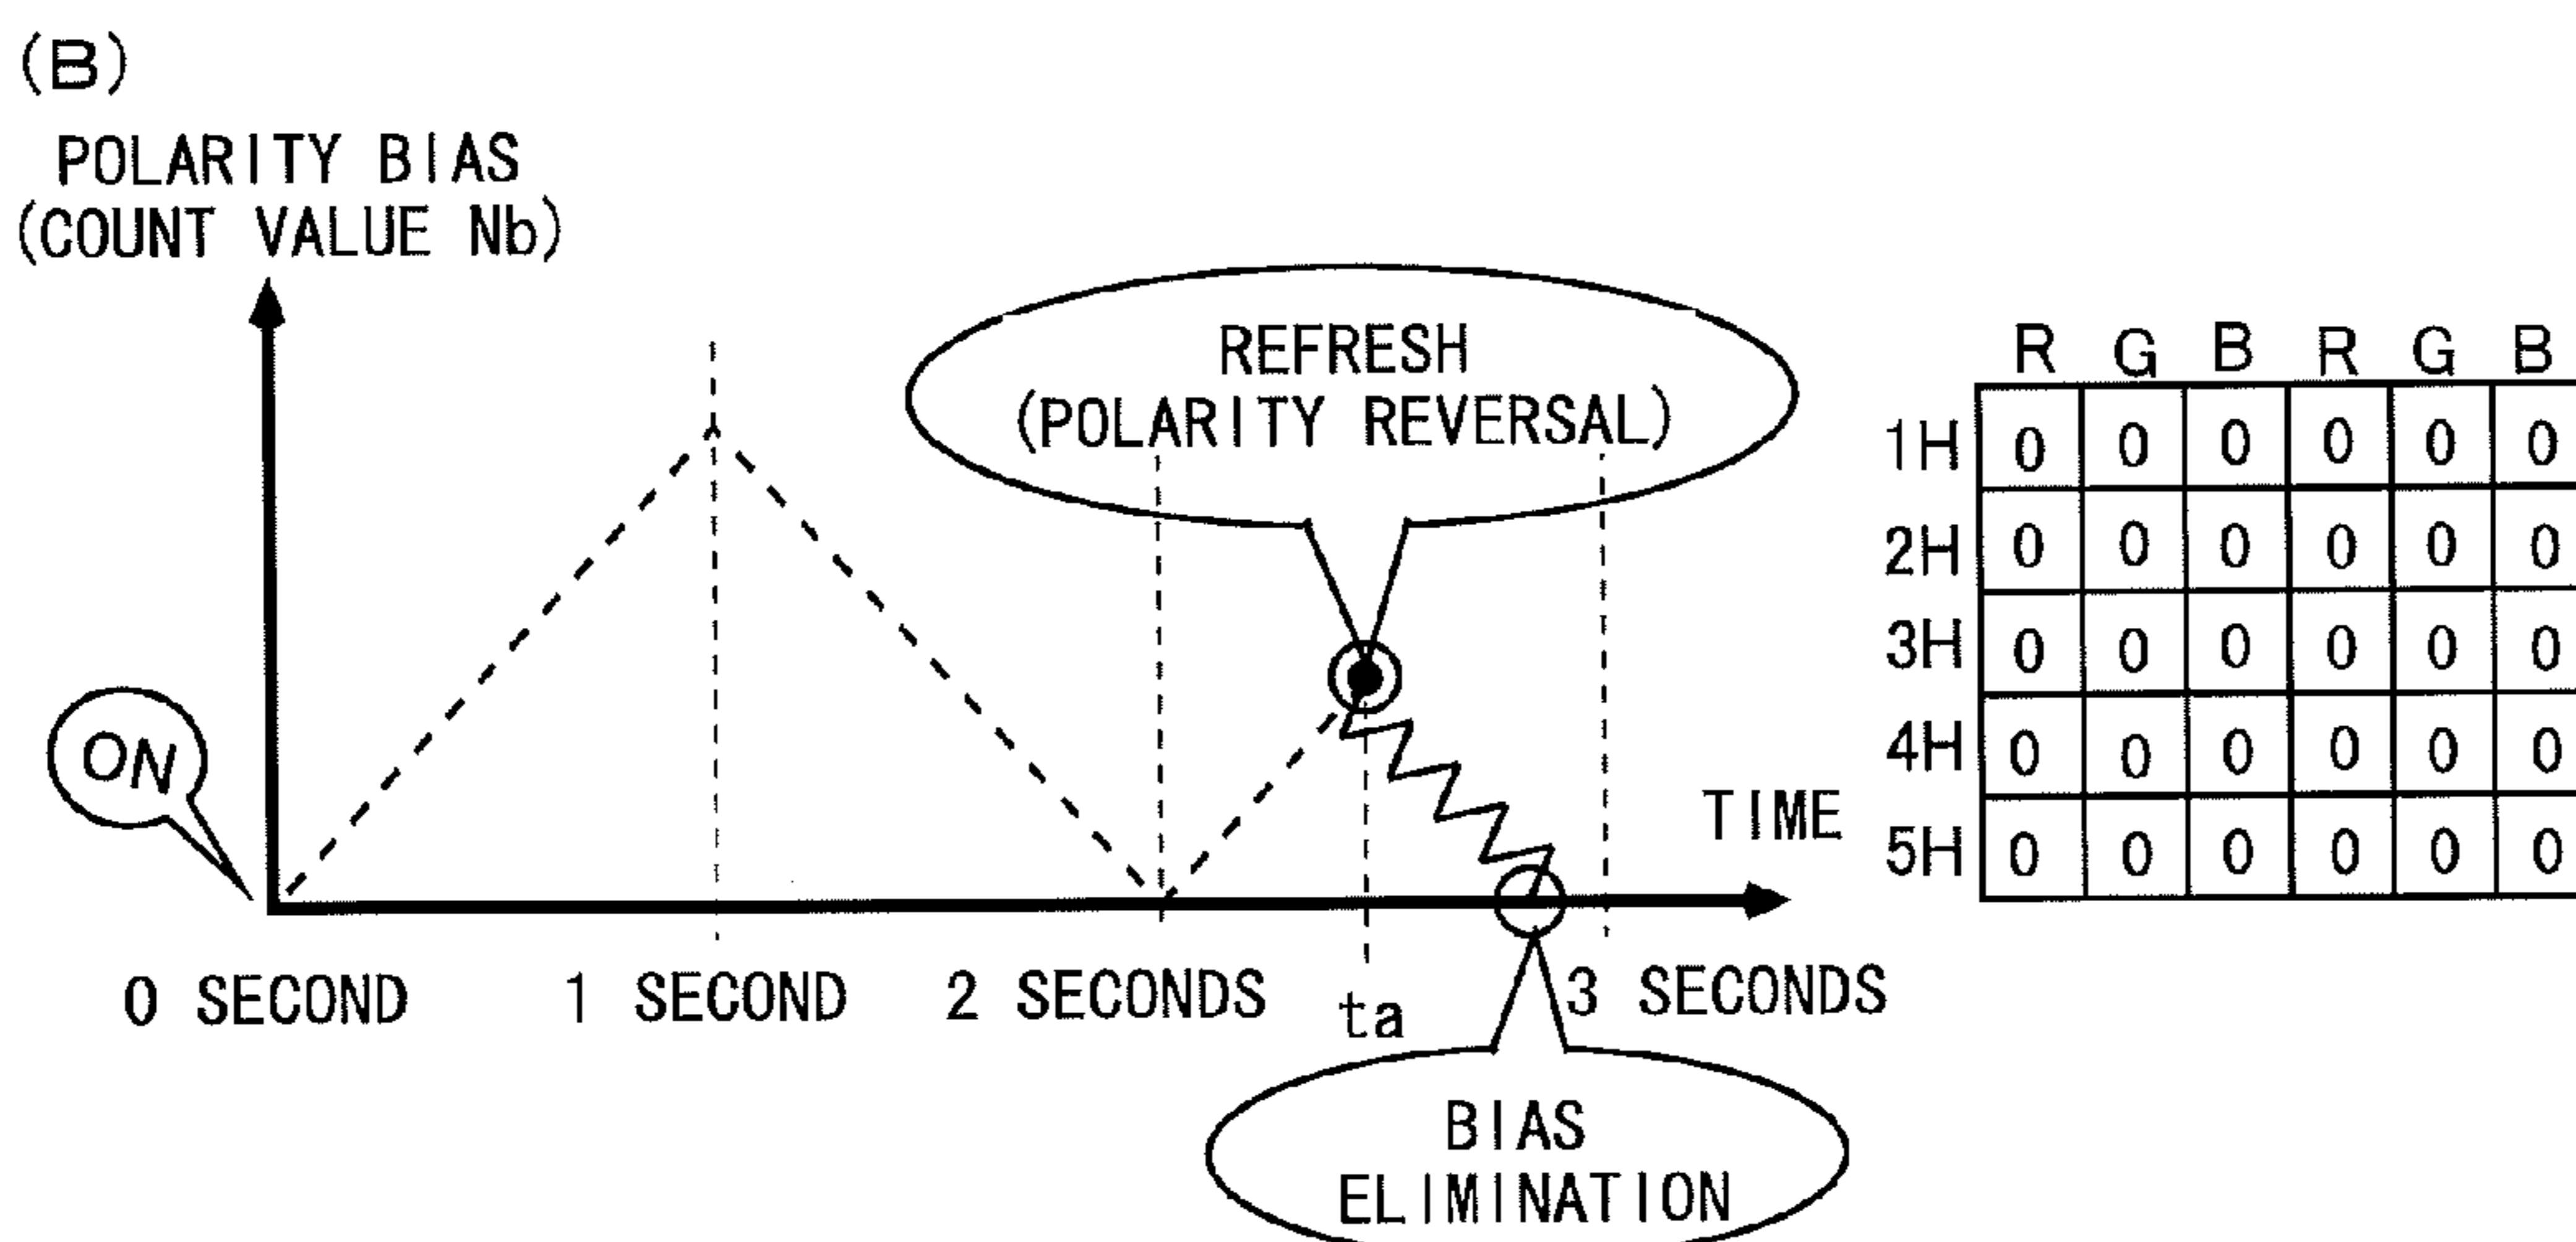 (B)
POLARITY BIAS
(COUNT VALUE Nb)
REFRESH
(POLARITY REVERSAL)
ON
TIME
0 SECOND 1 SECOND 2 SECONDS ta 3 SECONDS
BIAS
ELIMINATION
R G B R G B
1H 0 0 0 0 0 0
2H 0 0 0 0 0 0
3H 0 0 0 0 0 0
4H 0 0 0 0 0 0
5H 0 0 0 0 0 0